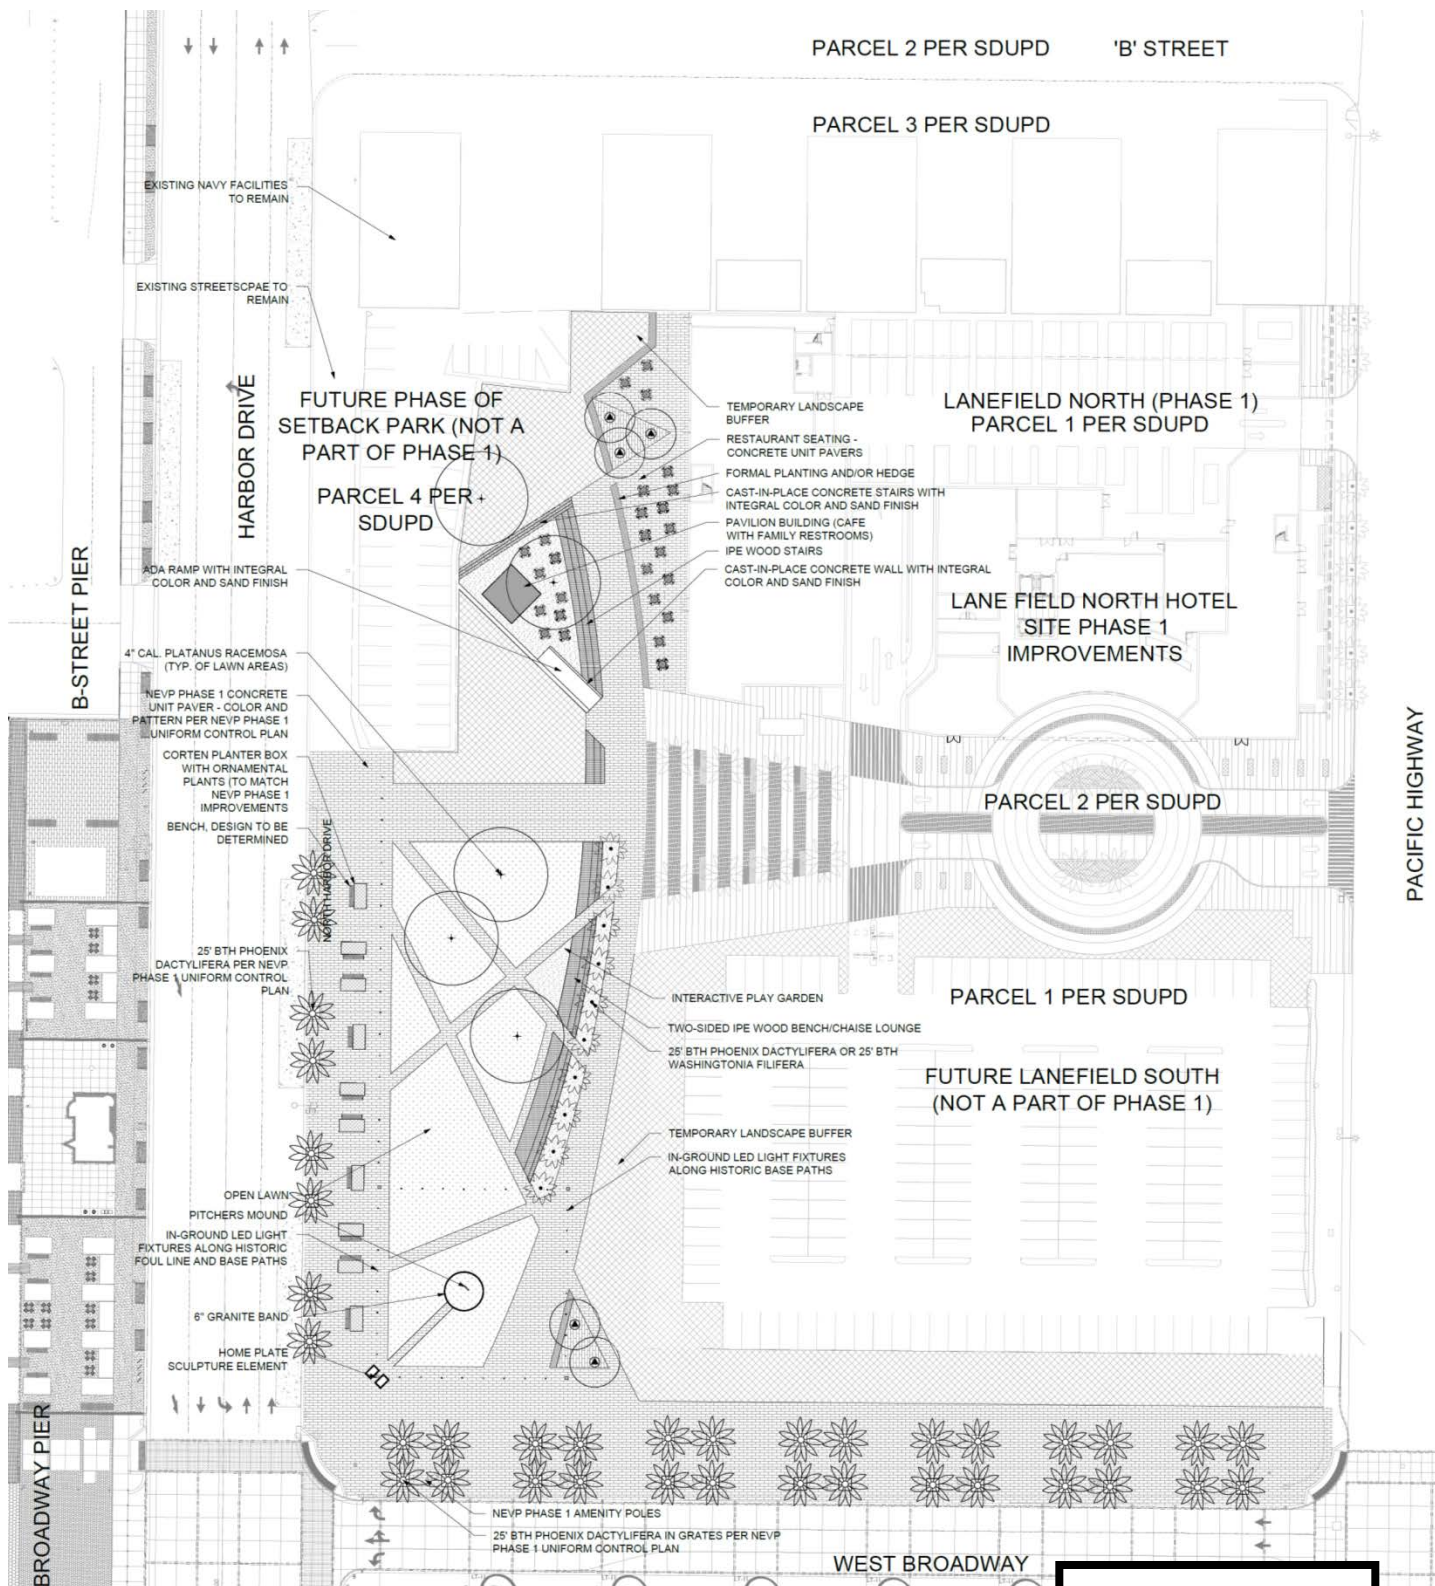 PARCEL 2 PER SDUPD
'B' STREET
PARCEL 3 PER SDUPD
EXISTING NAVY FACILITIES
TO REMAIN
EXISTING STREETSCPAE TO
REMAIN
HARBOR DRIVE
FUTURE PHASE OF
SETBACK PARK (NOT A
PART OF PHASE 1)
PARCEL 4 PER
SDUPD
TEMPORARY LANDSCAPE
BUFFER
RESTAURANT SEATING -
CONCRETE UNIT PAVERS
FORMAL PLANTING AND/OR HEDGE
CAST-IN-PLACE CONCRETE STAIRS WITH
INTEGRAL COLOR AND SAND FINISH
PAVILION BUILDING (CAFE
WITH FAMILY RESTROOMS)
IPE WOOD STAIRS
CAST-IN-PLACE CONCRETE WALL WITH INTEGRAL
COLOR AND SAND FINISH
LANEFIELD NORTH (PHASE 1)
PARCEL 1 PER SDUPD
LANE FIELD NORTH HOTEL
SITE PHASE 1
IMPROVEMENTS
B-STREET PIER
ADA RAMP WITH INTEGRAL
COLOR AND SAND FINISH
4" CAL. PLATANUS RACEMOSA
(TYP. OF LAWN AREAS)
NEVP PHASE 1 CONCRETE
UNIT PAVER - COLOR AND
PATTERN PER NEVP PHASE 1
UNIFORM CONTROL PLAN
CORTEN PLANTER BOX
WITH ORNAMENTAL
PLANTS (TO MATCH
NEVP PHASE 1
IMPROVEMENTS
BENCH, DESIGN TO BE
DETERMINED
NORTH HARBOR DRIVE
PARCEL 2 PER SDUPD
PACIFIC HIGHWAY
25' BTH PHOENIX
DACTYLIFERA PER NEVP
PHASE 1 UNIFORM CONTROL
PLAN
INTERACTIVE PLAY GARDEN
TWO-SIDED IPE WOOD BENCH/CHAISE LOUNGE
25' BTH PHOENIX DACTYLIFERA OR 25' BTH
WASHINGTONIA FILIFERA
PARCEL 1 PER SDUPD
FUTURE LANEFIELD SOUTH
(NOT A PART OF PHASE 1)
TEMPORARY LANDSCAPE BUFFER
IN-GROUND LED LIGHT FIXTURES
ALONG HISTORIC BASE PATHS
OPEN LAWN
PITCHERS MOUND
IN-GROUND LED LIGHT
FIXTURES ALONG HISTORIC
FOUL LINE AND BASE PATHS
6" GRANITE BAND
HOME PLATE
SCULPTURE ELEMENT
BROADWAY PIER
NEVP PHASE 1 AMENITY POLES
25' BTH PHOENIX DACTYLIFERA IN GRATES PER NEVP
PHASE 1 UNIFORM CONTROL PLAN
WEST BROADWAY